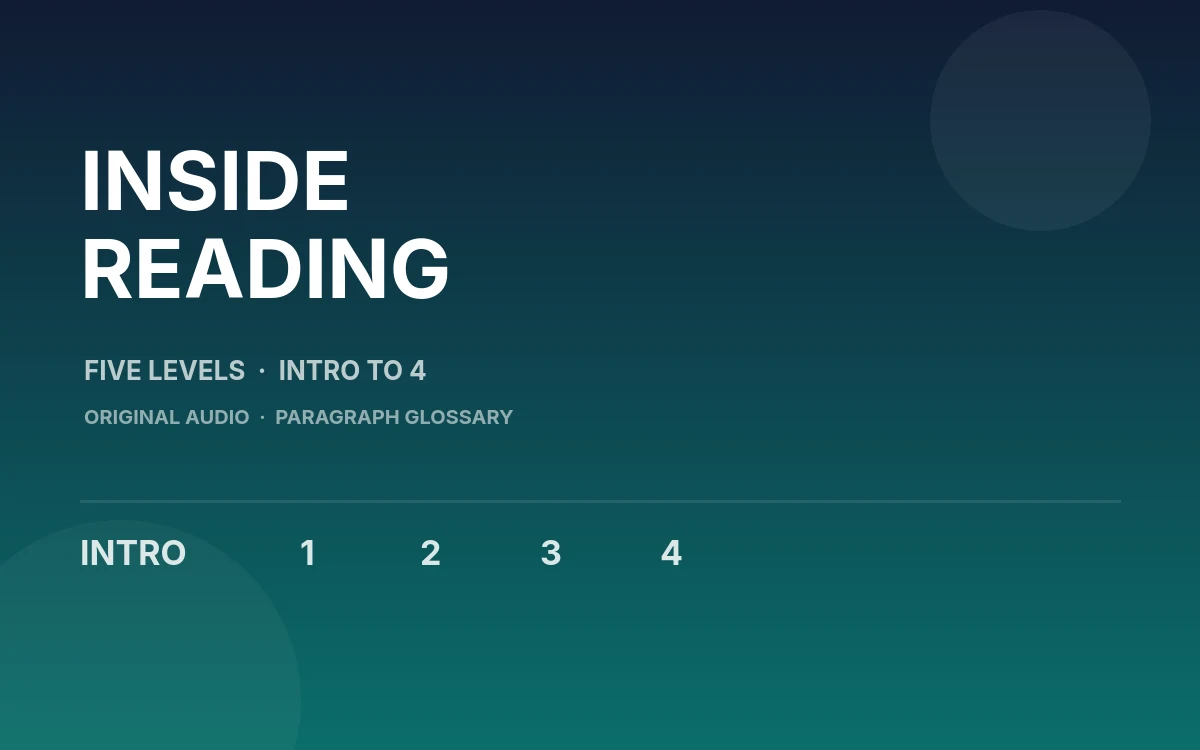 INSIDE
READING
FIVE LEVELS · INTRO TO 4
ORIGINAL AUDIO · PARAGRAPH GLOSSARY
INTRO 1 2 3 4